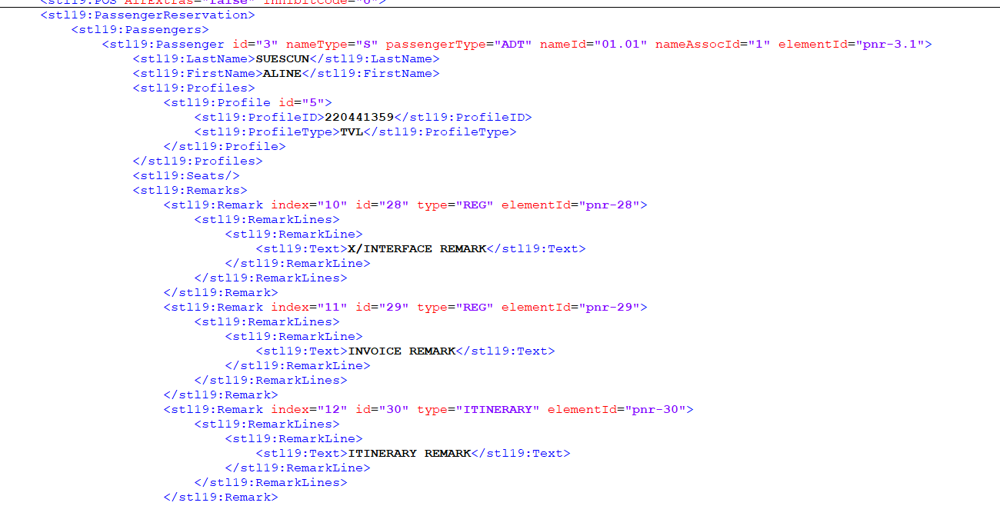 <stl19:POS AirExtras="false" inhibitCode="U">
<stl19:PassengerReservation>
<stl19:Passengers>
<stl19:Passenger id="3" nameType="S" passengerType="ADT" nameId="01.01" nameAssocId="1" elementId="pnr-3.1">
<stl19:LastName>SUESCUN</stl19:LastName>
<stl19:FirstName>ALINE</stl19:FirstName>
<stl19:Profiles>
<stl19:Profile id="5">
<stl19:ProfileID>220441359</stl19:ProfileID>
<stl19:ProfileType>TVL</stl19:ProfileType>
</stl19:Profile>
</stl19:Profiles>
<stl19:Seats/>
<stl19:Remarks>
<stl19:Remark index="10" id="28" type="REG" elementId="pnr-28">
<stl19:RemarkLines>
<stl19:RemarkLine>
<stl19:Text>X/INTERFACE REMARK</stl19:Text>
</stl19:RemarkLine>
</stl19:RemarkLines>
</stl19:Remark>
<stl19:Remark index="11" id="29" type="REG" elementId="pnr-29">
<stl19:RemarkLines>
<stl19:RemarkLine>
<stl19:Text>INVOICE REMARK</stl19:Text>
</stl19:RemarkLine>
</stl19:RemarkLines>
</stl19:Remark>
<stl19:Remark index="12" id="30" type="ITINERARY" elementId="pnr-30">
<stl19:RemarkLines>
<stl19:RemarkLine>
<stl19:Text>ITINERARY REMARK</stl19:Text>
</stl19:RemarkLine>
</stl19:RemarkLines>
</stl19:Remark>